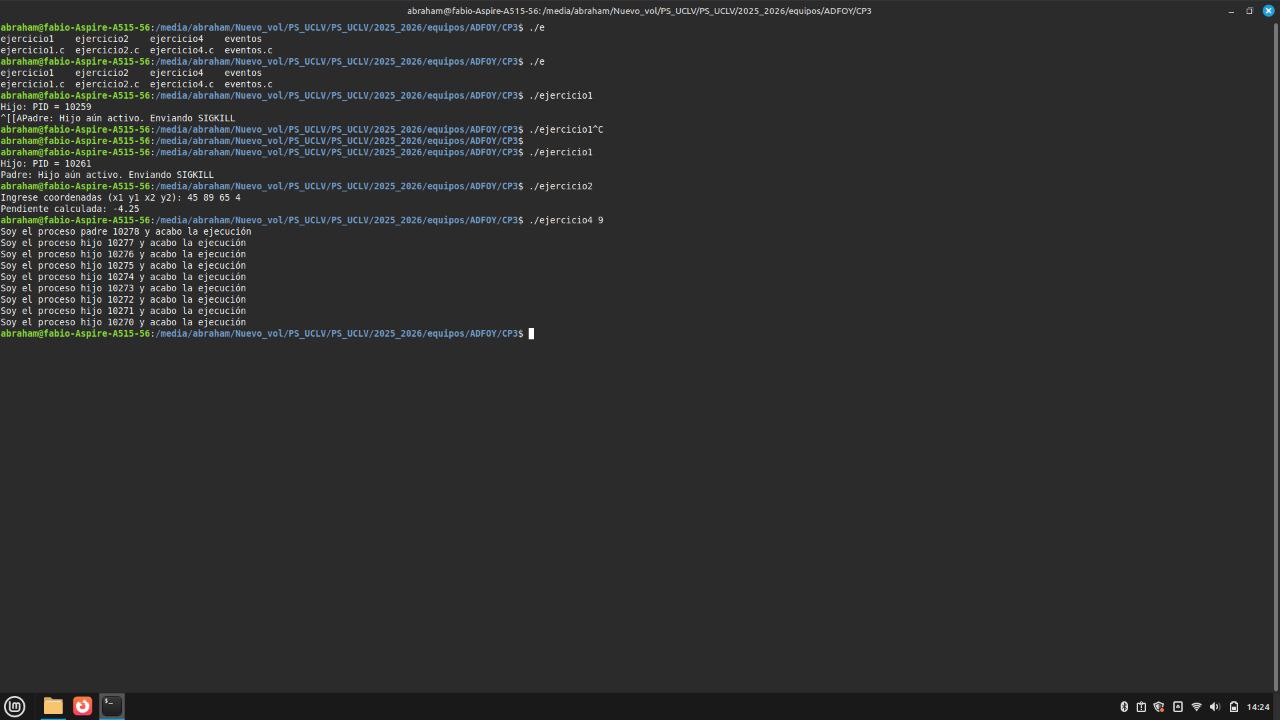 abraham@fabio-Aspire-A515-56: /media/abraham/Nuevo_vol/PS_UCLV/PS_UCLV/2025_2026/equipos/ADFOY/CP3
abraham@fabio-Aspire-A515-56:/media/abraham/Nuevo_vol/PS_UCLV/PS_UCLV/2025_2026/equipos/ADFOY/CP3$ ./e
ejercicio1    ejercicio2    ejercicio4    eventos
ejercicio1.c  ejercicio2.c  ejercicio4.c  eventos.c
abraham@fabio-Aspire-A515-56:/media/abraham/Nuevo_vol/PS_UCLV/PS_UCLV/2025_2026/equipos/ADFOY/CP3$ ./e
ejercicio1    ejercicio2    ejercicio4    eventos
ejercicio1.c  ejercicio2.c  ejercicio4.c  eventos.c
abraham@fabio-Aspire-A515-56:/media/abraham/Nuevo_vol/PS_UCLV/PS_UCLV/2025_2026/equipos/ADFOY/CP3$ ./ejercicio1
Hijo: PID = 10259
^[[APadre: Hijo aún activo. Enviando SIGKILL
abraham@fabio-Aspire-A515-56:/media/abraham/Nuevo_vol/PS_UCLV/PS_UCLV/2025_2026/equipos/ADFOY/CP3$ ./ejercicio1^C
abraham@fabio-Aspire-A515-56:/media/abraham/Nuevo_vol/PS_UCLV/PS_UCLV/2025_2026/equipos/ADFOY/CP3$
abraham@fabio-Aspire-A515-56:/media/abraham/Nuevo_vol/PS_UCLV/PS_UCLV/2025_2026/equipos/ADFOY/CP3$ ./ejercicio1
Hijo: PID = 10261
Padre: Hijo aún activo. Enviando SIGKILL
abraham@fabio-Aspire-A515-56:/media/abraham/Nuevo_vol/PS_UCLV/PS_UCLV/2025_2026/equipos/ADFOY/CP3$ ./ejercicio2
Ingrese coordenadas (x1 y1 x2 y2): 45 89 65 4
Pendiente calculada: -4.25
abraham@fabio-Aspire-A515-56:/media/abraham/Nuevo_vol/PS_UCLV/PS_UCLV/2025_2026/equipos/ADFOY/CP3$ ./ejercicio4 9
Soy el proceso padre 10278 y acabo la ejecución
Soy el proceso hijo 10277 y acabo la ejecución
Soy el proceso hijo 10276 y acabo la ejecución
Soy el proceso hijo 10275 y acabo la ejecución
Soy el proceso hijo 10274 y acabo la ejecución
Soy el proceso hijo 10273 y acabo la ejecución
Soy el proceso hijo 10272 y acabo la ejecución
Soy el proceso hijo 10271 y acabo la ejecución
Soy el proceso hijo 10270 y acabo la ejecución
abraham@fabio-Aspire-A515-56:/media/abraham/Nuevo_vol/PS_UCLV/PS_UCLV/2025_2026/equipos/ADFOY/CP3$
14:24